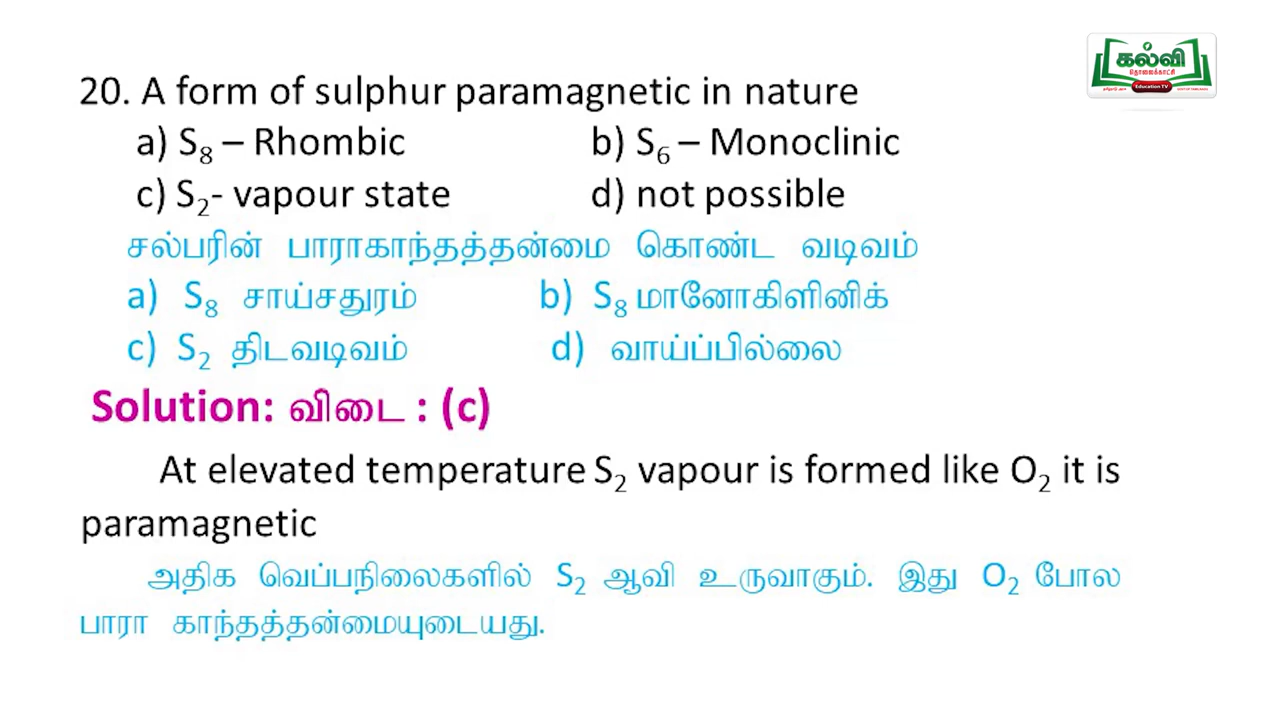 கல்வி
தொலைக்காட்சி
Education TV
20. A form of sulphur paramagnetic in nature
a) S₈ – Rhombic b) S₆ – Monoclinic
c) S₂- vapour state d) not possible
சல்பரின் பாராகாந்தத்தன்மை கொண்ட வடிவம்
a) S₈ சாய்சதுரம் b) S₈ மானோகிளினிக்
c) S₂ திடவடிவம் d) வாய்ப்பில்லை
Solution: விடை : (c)
At elevated temperature S₂ vapour is formed like O₂ it is
paramagnetic
அதிக வெப்பநிலைகளில் S₂ ஆவி உருவாகும். இது O₂ போல
பாரா காந்தத்தன்மையுடையது.